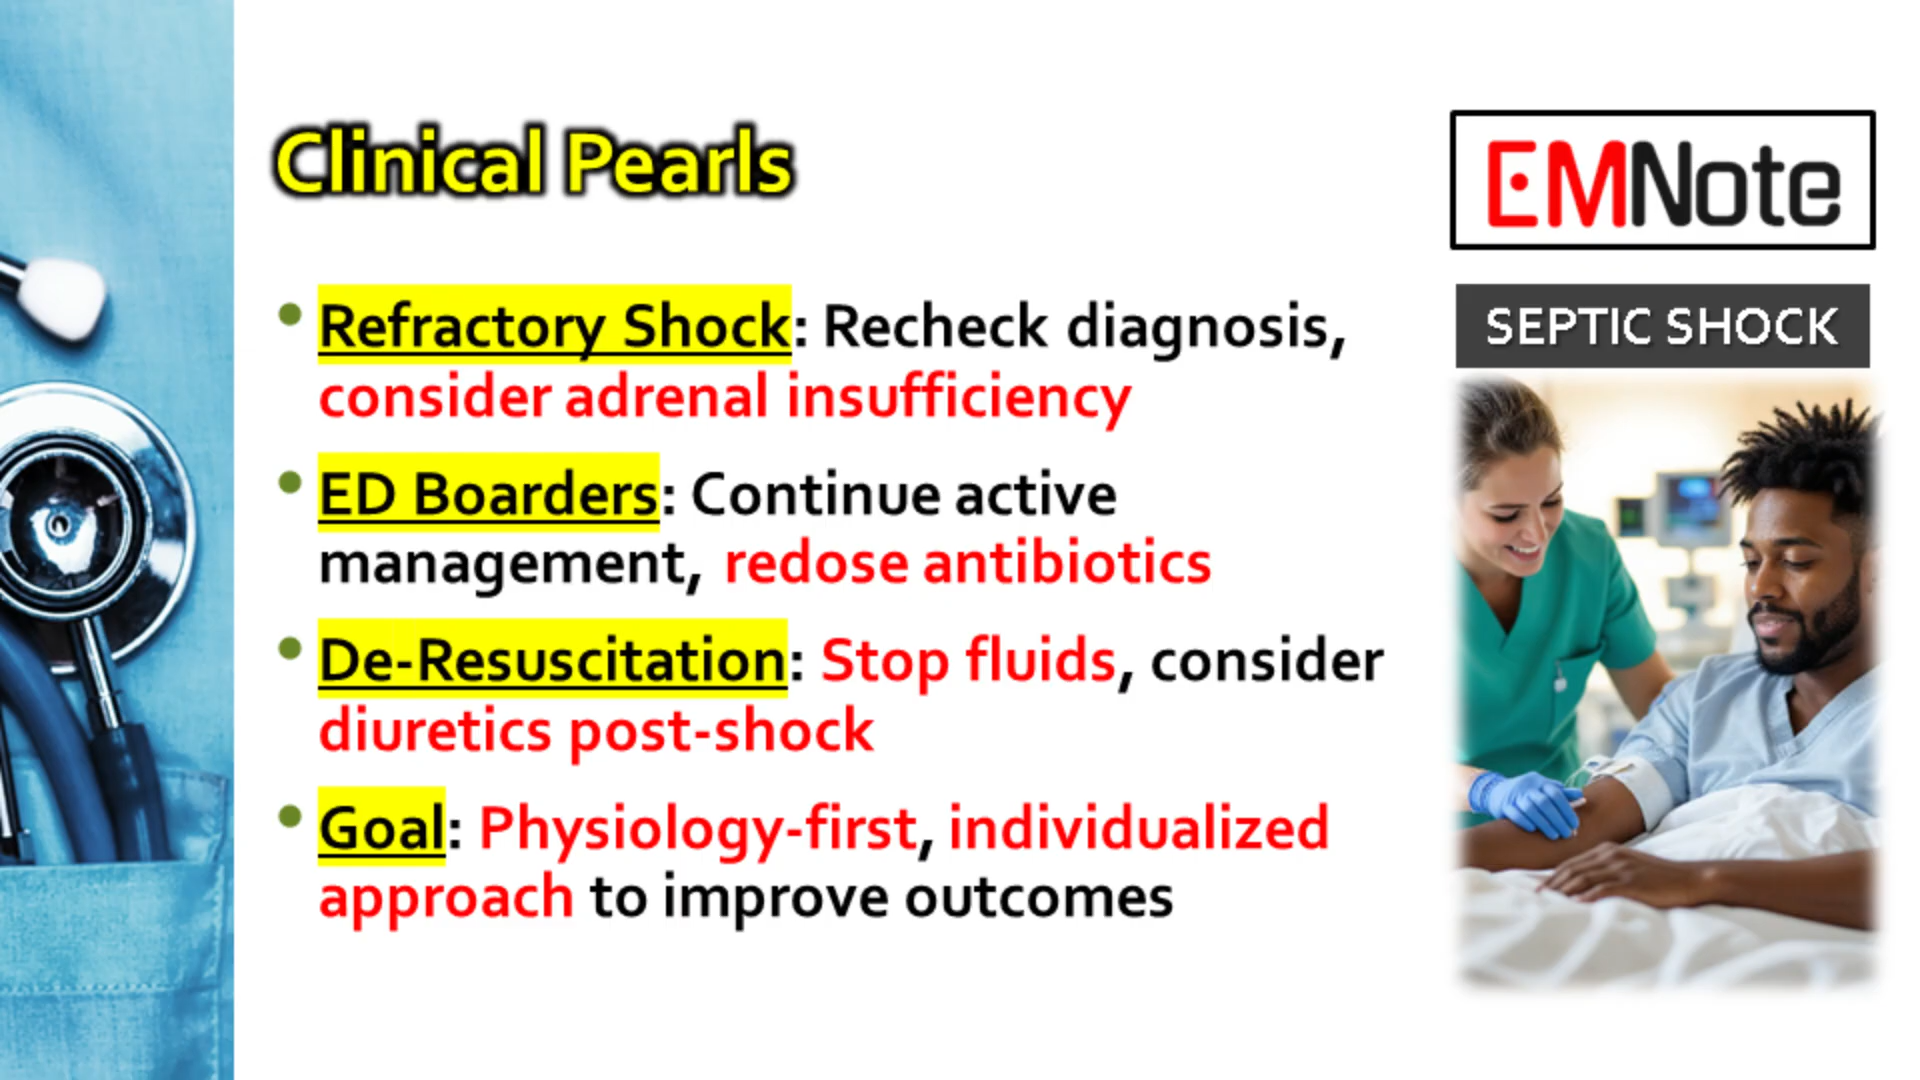 Clinical Pearls
EMNote
SEPTIC SHOCK
• Refractory Shock: Recheck diagnosis,
consider adrenal insufficiency
• ED Boarders: Continue active
management, redose antibiotics
• De-Resuscitation: Stop fluids, consider
diuretics post-shock
• Goal: Physiology-first, individualized
approach to improve outcomes